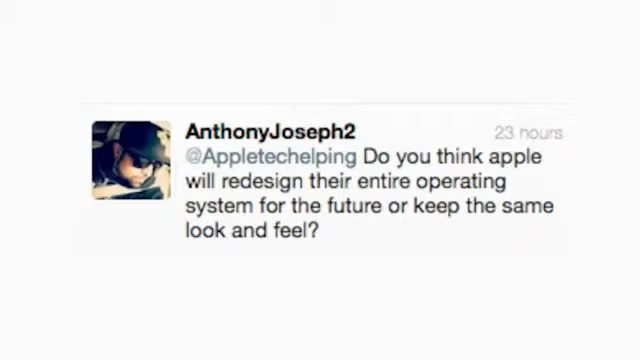 AnthonyJoseph2 23 hours
@Appletechelping Do you think apple
will redesign their entire operating
system for the future or keep the same
look and feel?